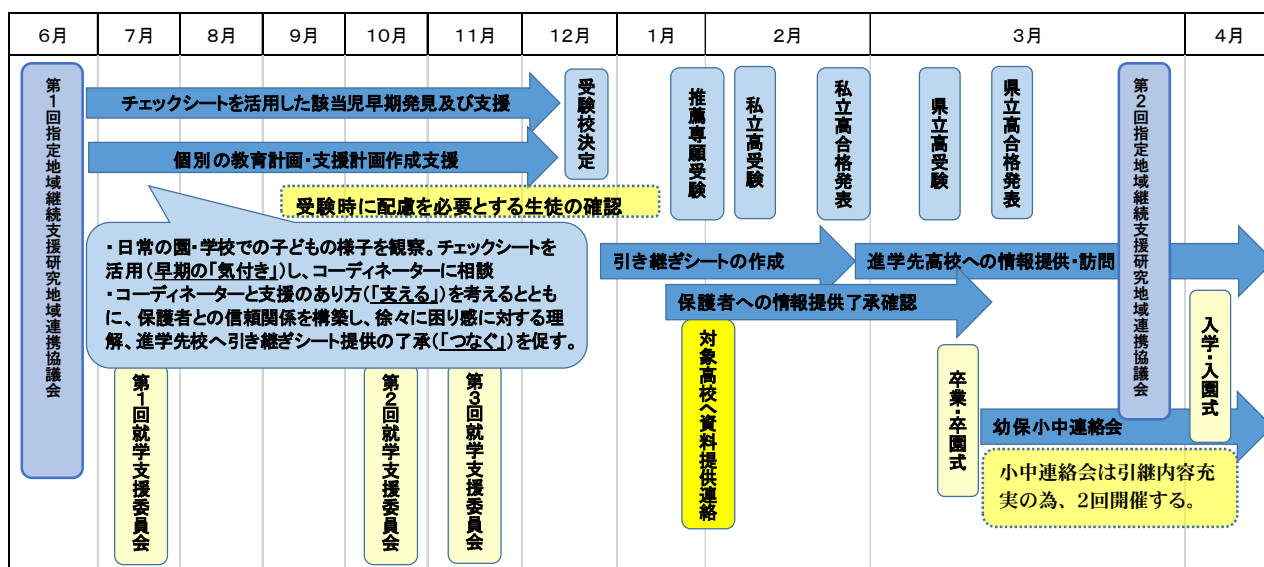 6月
7月
8月
9月
10月
11月
12月
1月
2月
3月
4月
第1回指定地域継続支援研究地域連携協議会
チェックシートを活用した該当児早期発見及び支援
個別の教育計画・支援計画作成支援
受験校決定
推薦専願受験
私立高受験
私立高合格発表
県立高受験
県立高合格発表
第2回指定地域継続支援研究地域連携協議会
受験時に配慮を必要とする生徒の確認
・日常の園・学校での子どもの様子を観察。チェックシートを
活用(早期の「気付き」)し、コーディネーターに相談
・コーディネーターと支援のあり方(「支える」)を考えるととも
に、保護者との信頼関係を構築し、徐々に困り感に対する理
解、進学先校へ引き継ぎシート提供の了承(「つなぐ」)を促す。
引き継ぎシートの作成
進学先高校への情報提供・訪問
保護者への情報提供了承確認
対象高校へ資料提供連絡
第1回就学支援委員会
第2回就学支援委員会
第3回就学支援委員会
卒業・卒園式
入学・入園式
幼保小中連絡会
小中連絡会は引継内容充
実の為、2回開催する。